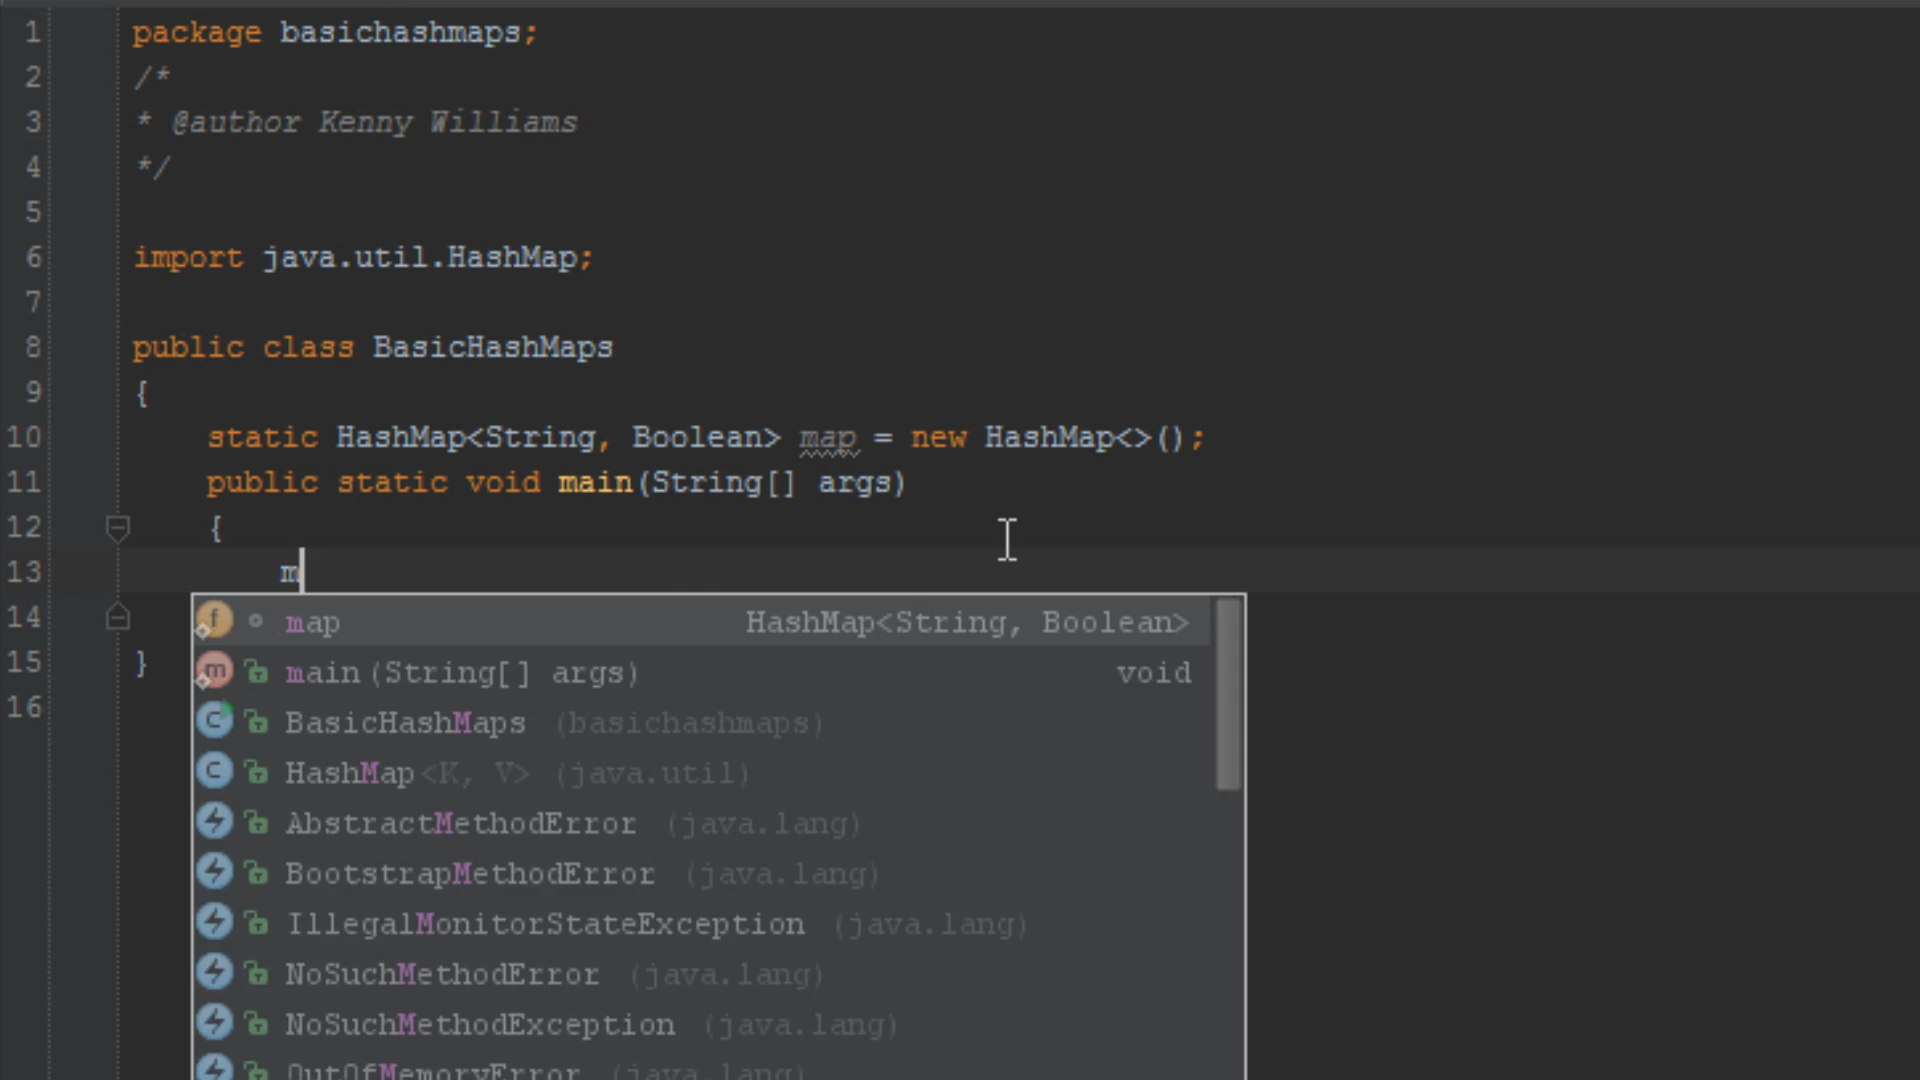 1 package basichashmaps;
2 /*
3 * @author Kenny Williams
4 */
5
6 import java.util.HashMap;
7
8 public class BasicHashMaps
9 {
10 static HashMap<String, Boolean> map = new HashMap<>();
11 public static void main(String[] args)
12 {
13 m
14
f map HashMap<String, Boolean>
m main(String[] args) void
15 }
16
C BasicHashMaps (basichashmaps)
C HashMap<K, V> (java.util)
AbstractMethodError (java.lang)
BootstrapMethodError (java.lang)
IllegalMonitorStateException (java.lang)
NoSuchMethodError (java.lang)
NoSuchMethodException (java.lang)
OutOfMemoryError (java.lang)